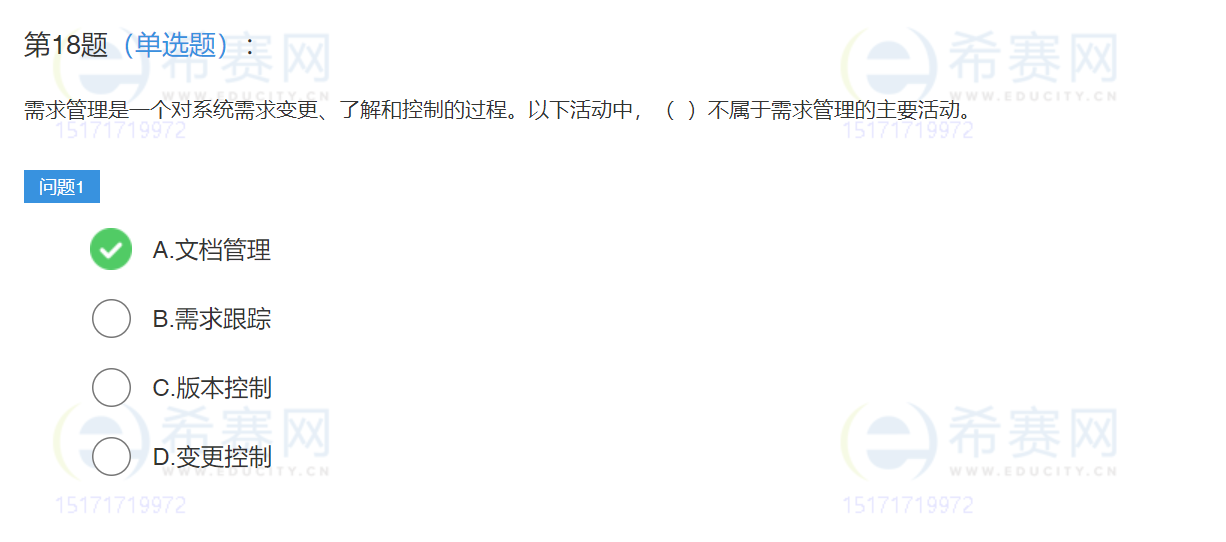 第18题（单选题）：
需求管理是一个对系统需求变更、了解和控制的过程。以下活动中，（ ）不属于需求管理的主要活动。
问题1
A.文档管理
B.需求跟踪
C.版本控制
D.变更控制
希赛网
WWW.EDUCITY.CN
15171719972
希赛网
WWW.EDUCITY.CN
15171719972
希赛网
WWW.EDUCITY.CN
15171719972
希赛网
WWW.EDUCITY.CN
15171719972